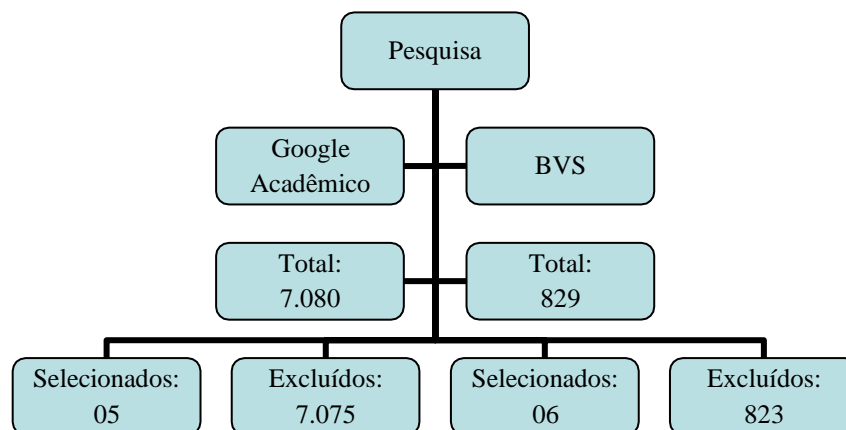 Pesquisa
Google
Acadêmico
BVS
Total:
7.080
Total:
829
Selecionados:
05
Excluídos:
7.075
Selecionados:
06
Excluídos:
823